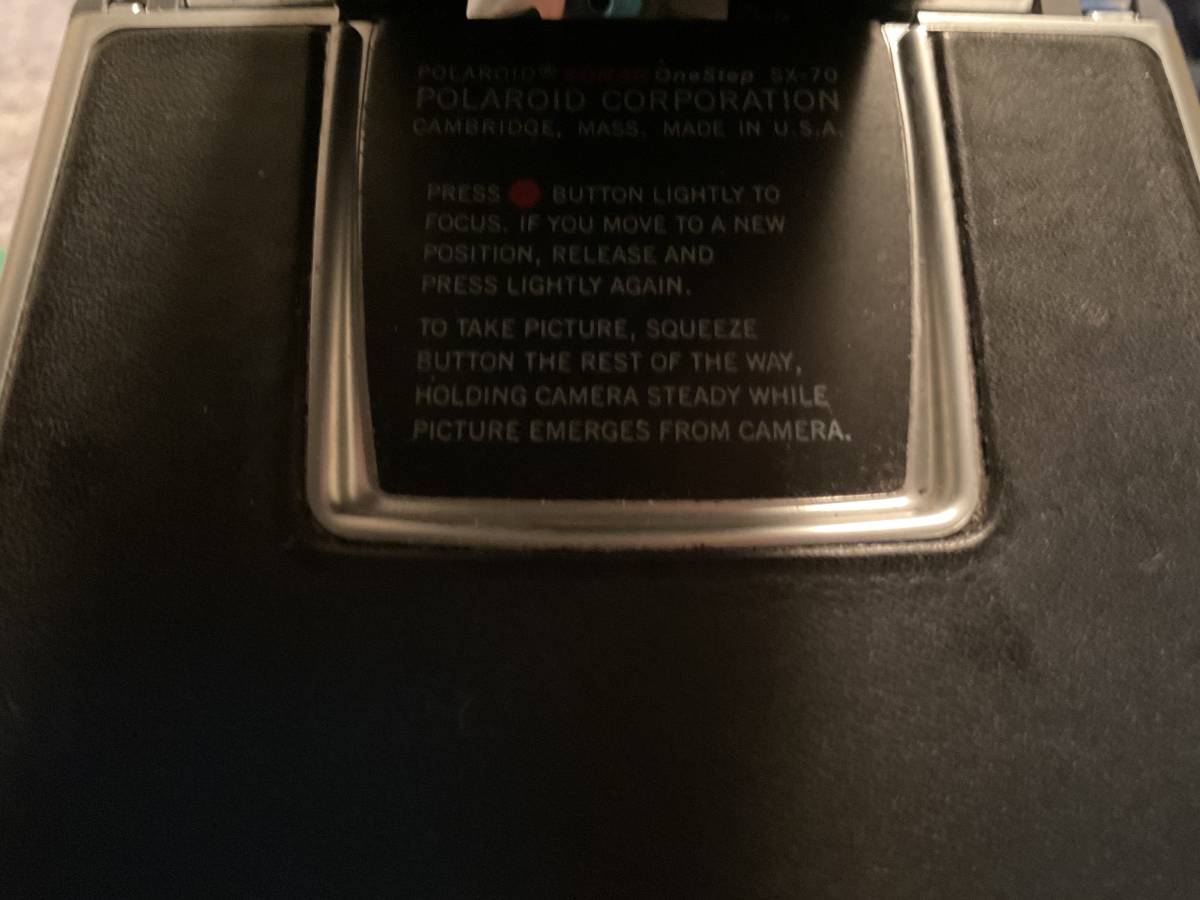 POLAROID® SONAR OneStep SX-70
POLAROID CORPORATION
CAMBRIDGE, MASS. MADE IN U.S.A.
PRESS BUTTON LIGHTLY TO
FOCUS. IF YOU MOVE TO A NEW
POSITION, RELEASE AND
PRESS LIGHTLY AGAIN.
TO TAKE PICTURE, SQUEEZE
BUTTON THE REST OF THE WAY,
HOLDING CAMERA STEADY WHILE
PICTURE EMERGES FROM CAMERA.